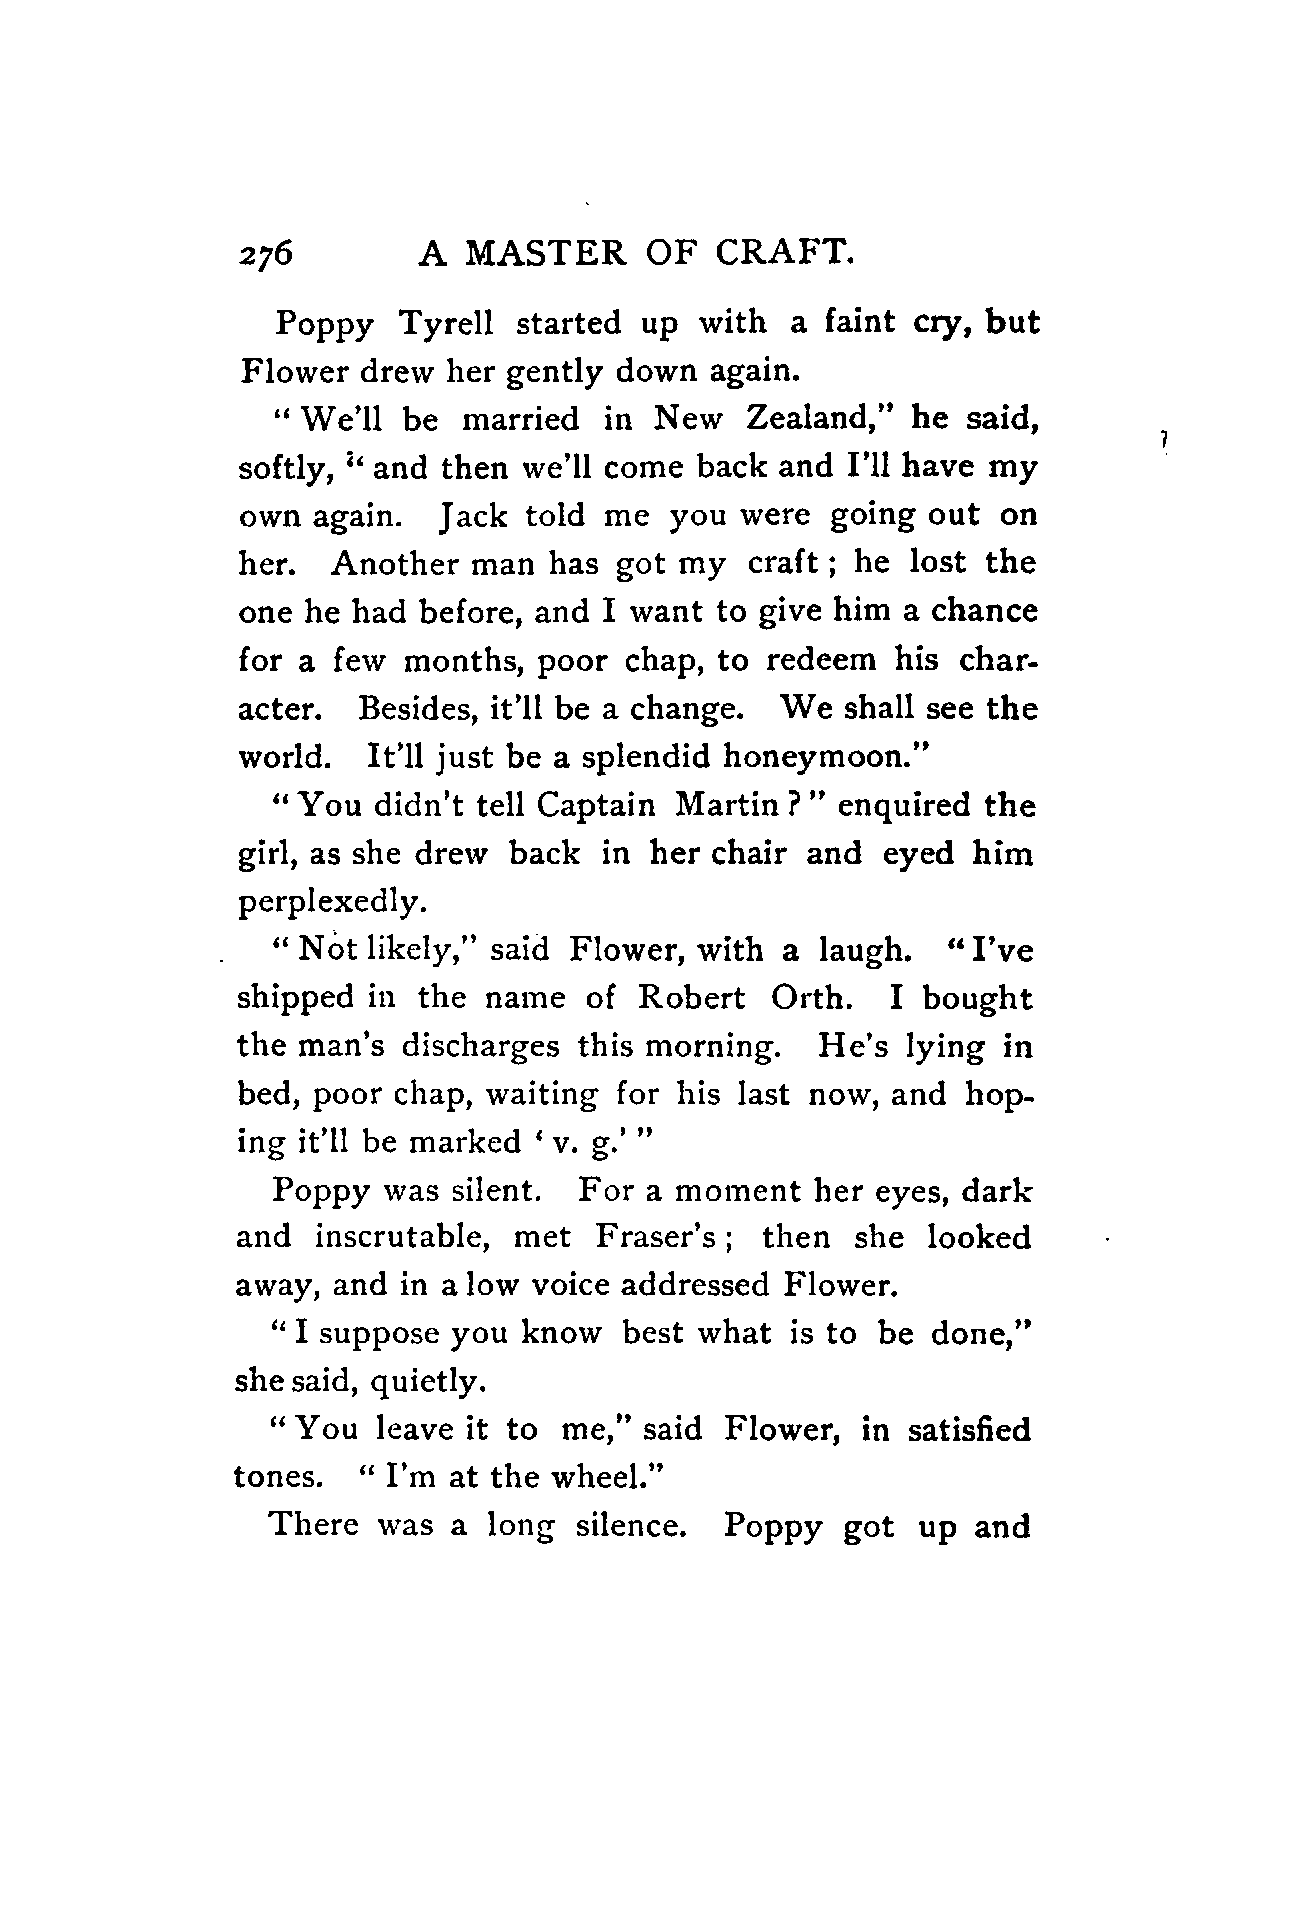 276 A MASTER OF CRAFT.
Poppy Tyrell started up with a faint cry, but
Flower drew her gently down again.
"We'll be married in New Zealand," he said,
softly, "and then we'll come back and I'll have my
own again. Jack told me you were going out on
her. Another man has got my craft; he lost the
one he had before, and I want to give him a chance
for a few months, poor chap, to redeem his char-
acter. Besides, it'll be a change. We shall see the
world. It'll just be a splendid honeymoon."
"You didn't tell Captain Martin?" enquired the
girl, as she drew back in her chair and eyed him
perplexedly.
"Not likely," said Flower, with a laugh. "I've
shipped in the name of Robert Orth. I bought
the man's discharges this morning. He's lying in
bed, poor chap, waiting for his last now, and hop-
ing it'll be marked 'v. g.'"
Poppy was silent. For a moment her eyes, dark
and inscrutable, met Fraser's; then she looked
away, and in a low voice addressed Flower.
"I suppose you know best what is to be done,"
she said, quietly.
"You leave it to me," said Flower, in satisfied
tones. "I'm at the wheel."
There was a long silence. Poppy got up and